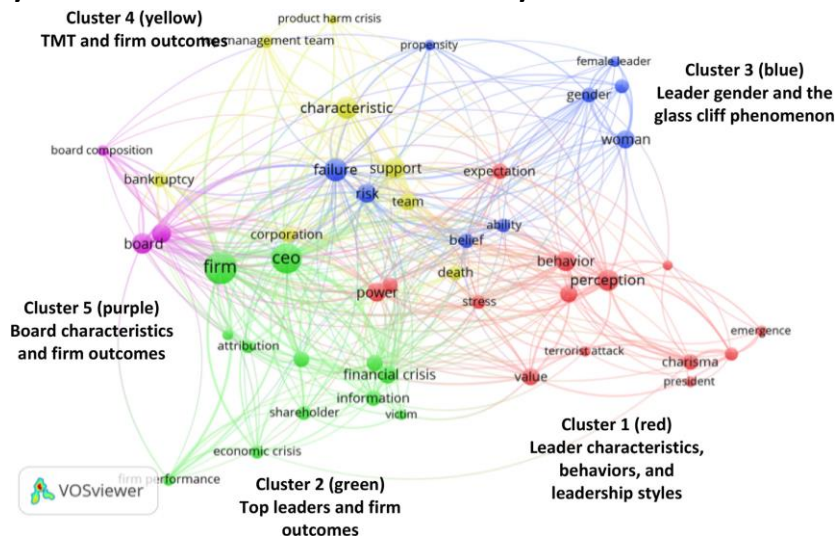 Cluster 4 (yellow)
TMT and firm outcomes
product harm crisis
management team
propensity
female leader
Cluster 3 (blue)
Leader gender and the
glass cliff phenomenon
gender
characteristic
woman
board composition
bankruptcy
failure
support
expectation
risk
team
ability
corporation
belief
board
firm
ceo
death
behavior
perception
power
stress
Cluster 5 (purple)
Board characteristics
and firm outcomes
attribution
emergence
terrorist attack
charisma
financial crisis
value
president
information
shareholder
victim
economic crisis
Cluster 1 (red)
Leader characteristics,
behaviors, and
leadership styles
firm performance
VOSviewer
Cluster 2 (green)
Top leaders and firm
outcomes